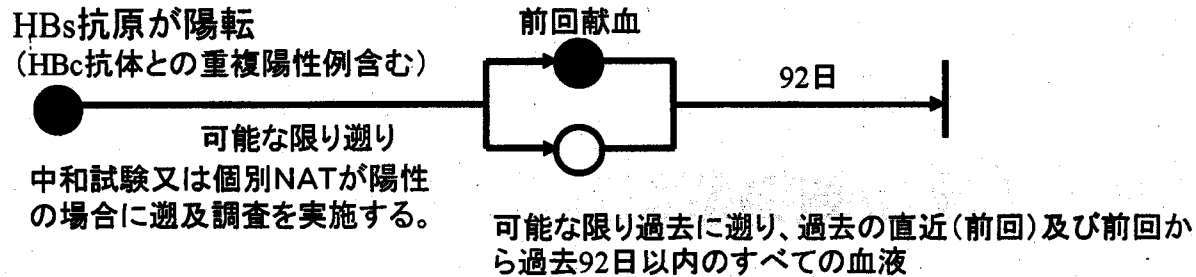 HBs抗原が陽転
（HBc抗体との重複陽性例含む）
前回献血
92日
可能な限り遡り
中和試験又は個別NATが陽性
の場合に遡及調査を実施する。
可能な限り過去に遡り、過去の直近（前回）及び前回か
ら過去92日以内のすべての血液